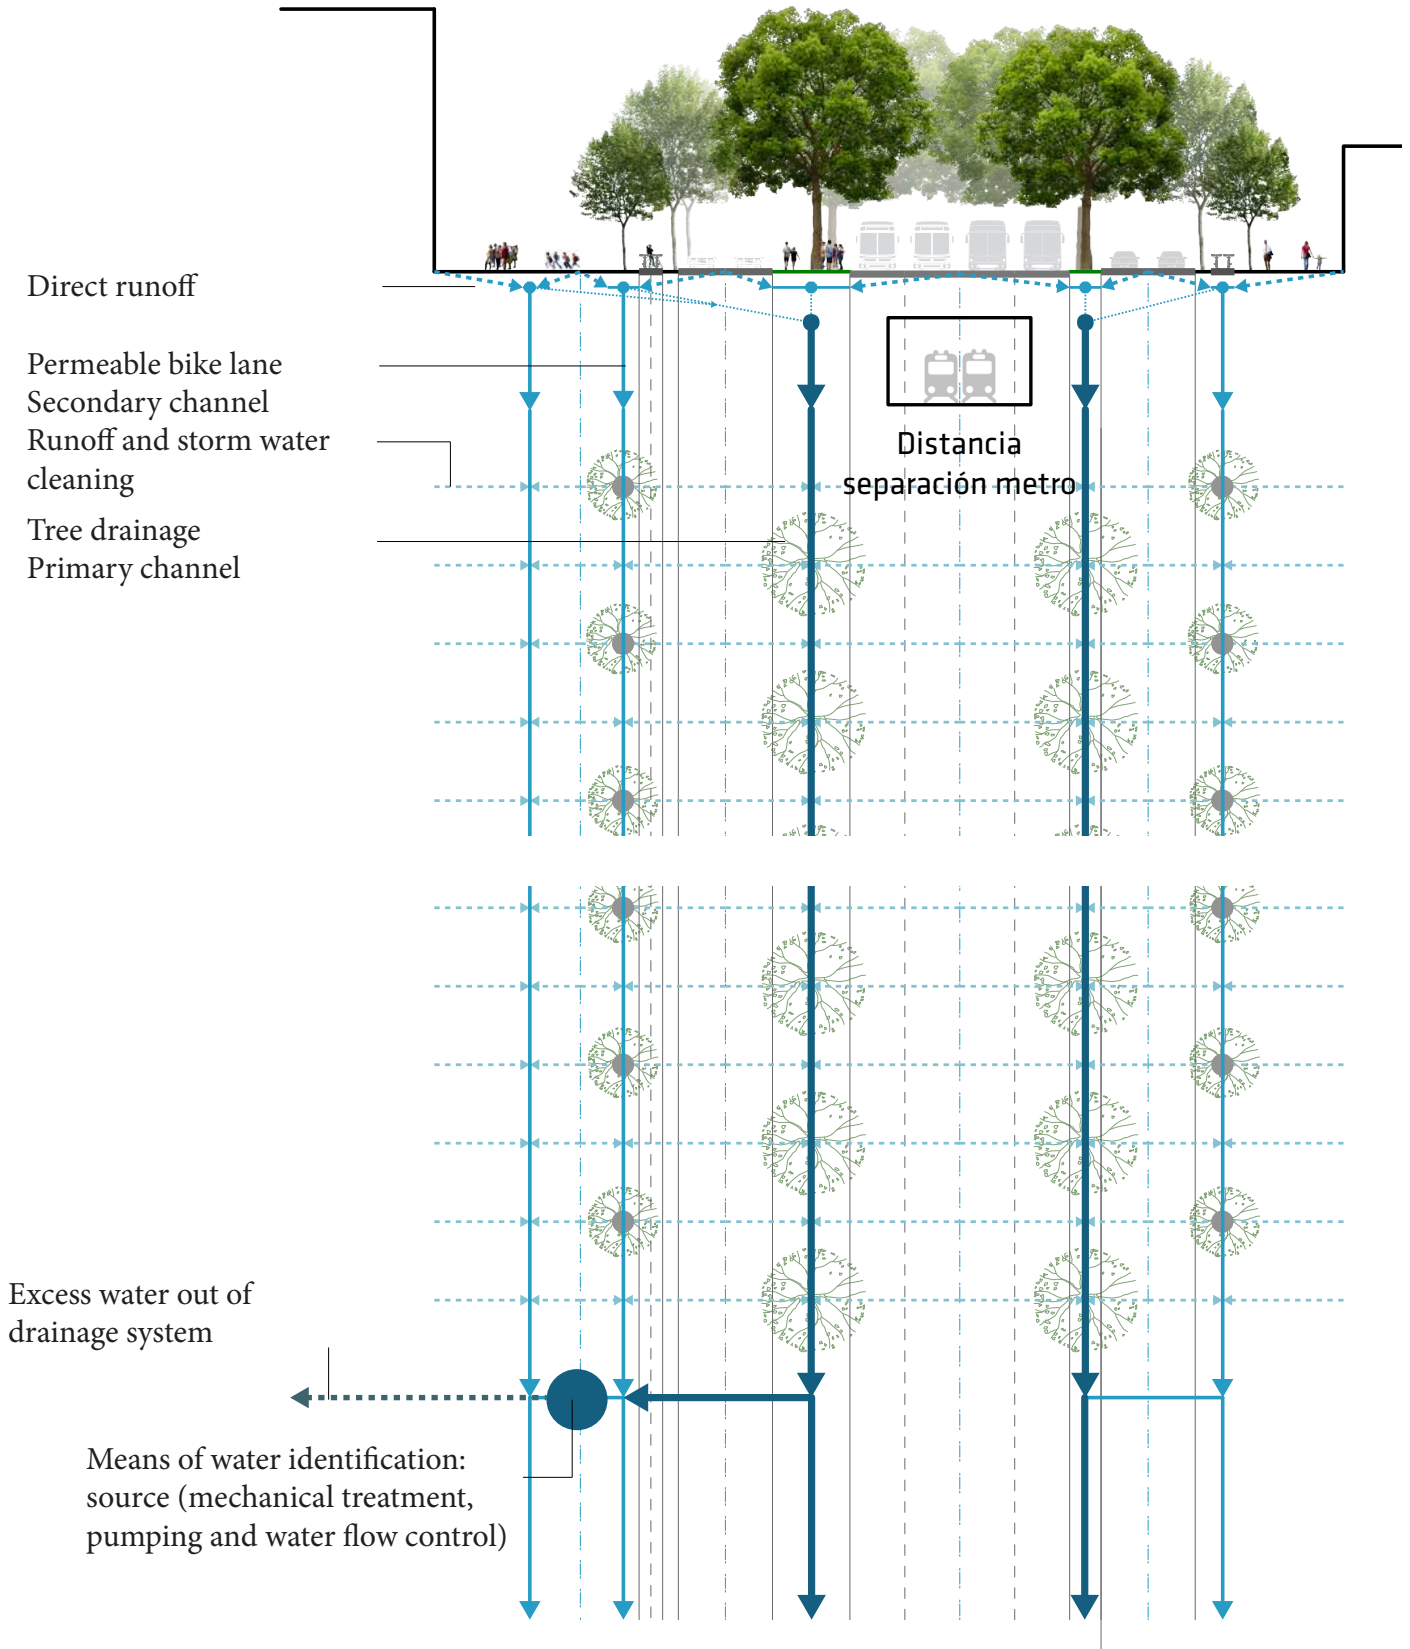 Direct runoff
Permeable bike lane
Secondary channel
Runoff and storm water
cleaning
Tree drainage
Primary channel
Distancia
separación metro
Excess water out of
drainage system
Means of water identification:
source (mechanical treatment,
pumping and water flow control)